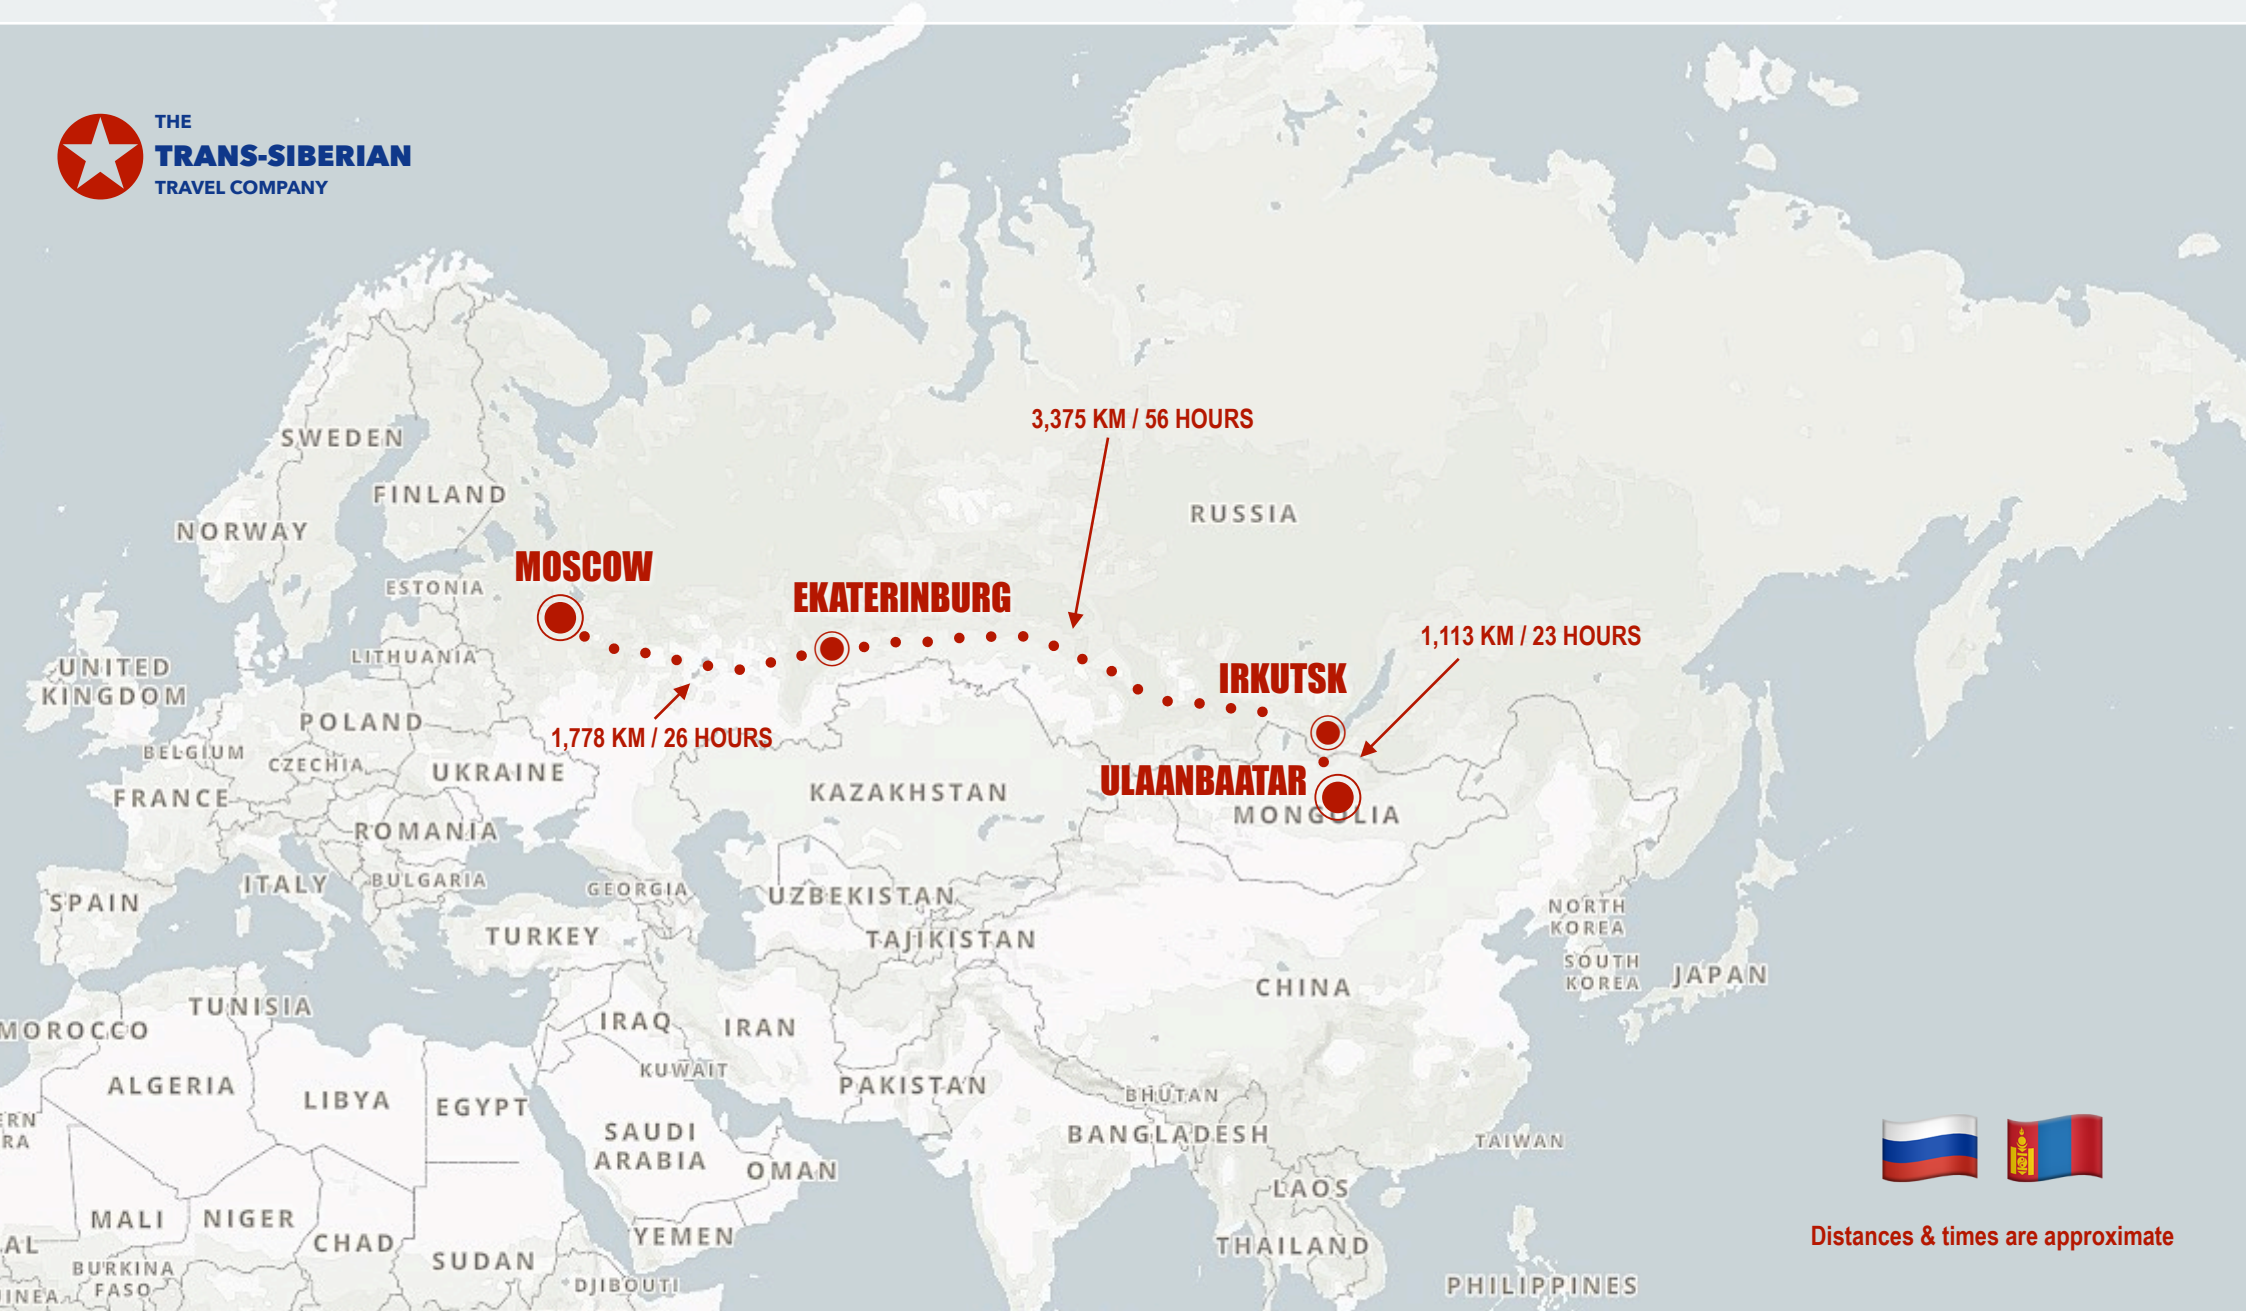 THE
TRANS-SIBERIAN
TRAVEL COMPANY
3,375 KM / 56 HOURS
SWEDEN
FINLAND
NORWAY
RUSSIA
MOSCOW
ESTONIA
EKATERINBURG
1,113 KM / 23 HOURS
LITHUANIA
UNITED
KINGDOM
IRKUTSK
POLAND
1,778 KM / 26 HOURS
BELGIUM
CZECHIA
UKRAINE
ULAANBAATAR
FRANCE
KAZAKHSTAN
MONGOLIA
ROMANIA
ITALY
BULGARIA
GEORGIA
SPAIN
UZBEKISTAN
NORTH
KOREA
TURKEY
TAJIKISTAN
SOUTH
KOREA
JAPAN
CHINA
TUNISIA
MOROCCO
IRAQ
IRAN
KUWAIT
ALGERIA
LIBYA
EGYPT
PAKISTAN
BHUTAN
ERN
RA
SAUDI
ARABIA
BANGLADESH
TAIWAN
OMAN
LAOS
MALI
NIGER
CHAD
YEMEN
AL
SUDAN
THAILAND
Distances & times are approximate
BURKINA
FASO
DJIBOUTI
PHILIPPINES
INEA